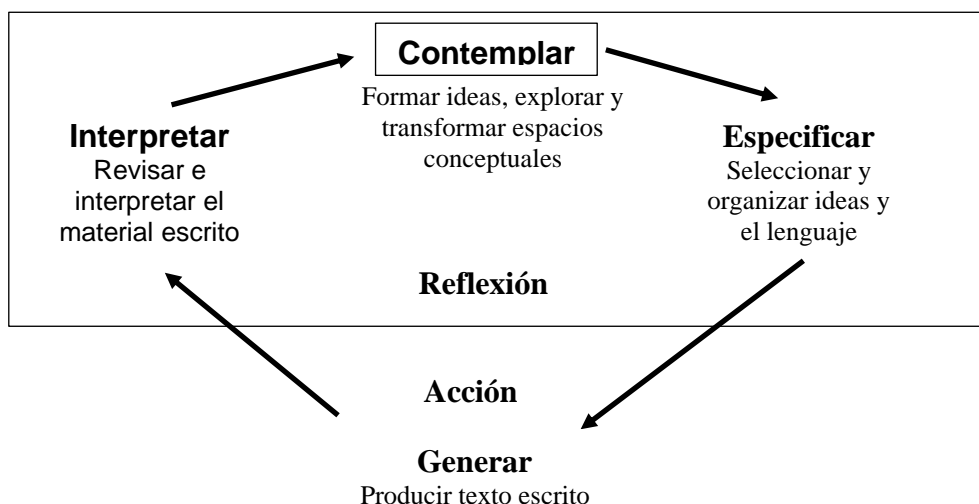 Contemplar
Formar ideas, explorar y
transformar espacios
conceptuales
Interpretar
Revisar e
interpretar el
material escrito
Especificar
Seleccionar y
organizar ideas y
el lenguaje
Reflexión
Acción
Generar
Producir texto escrito